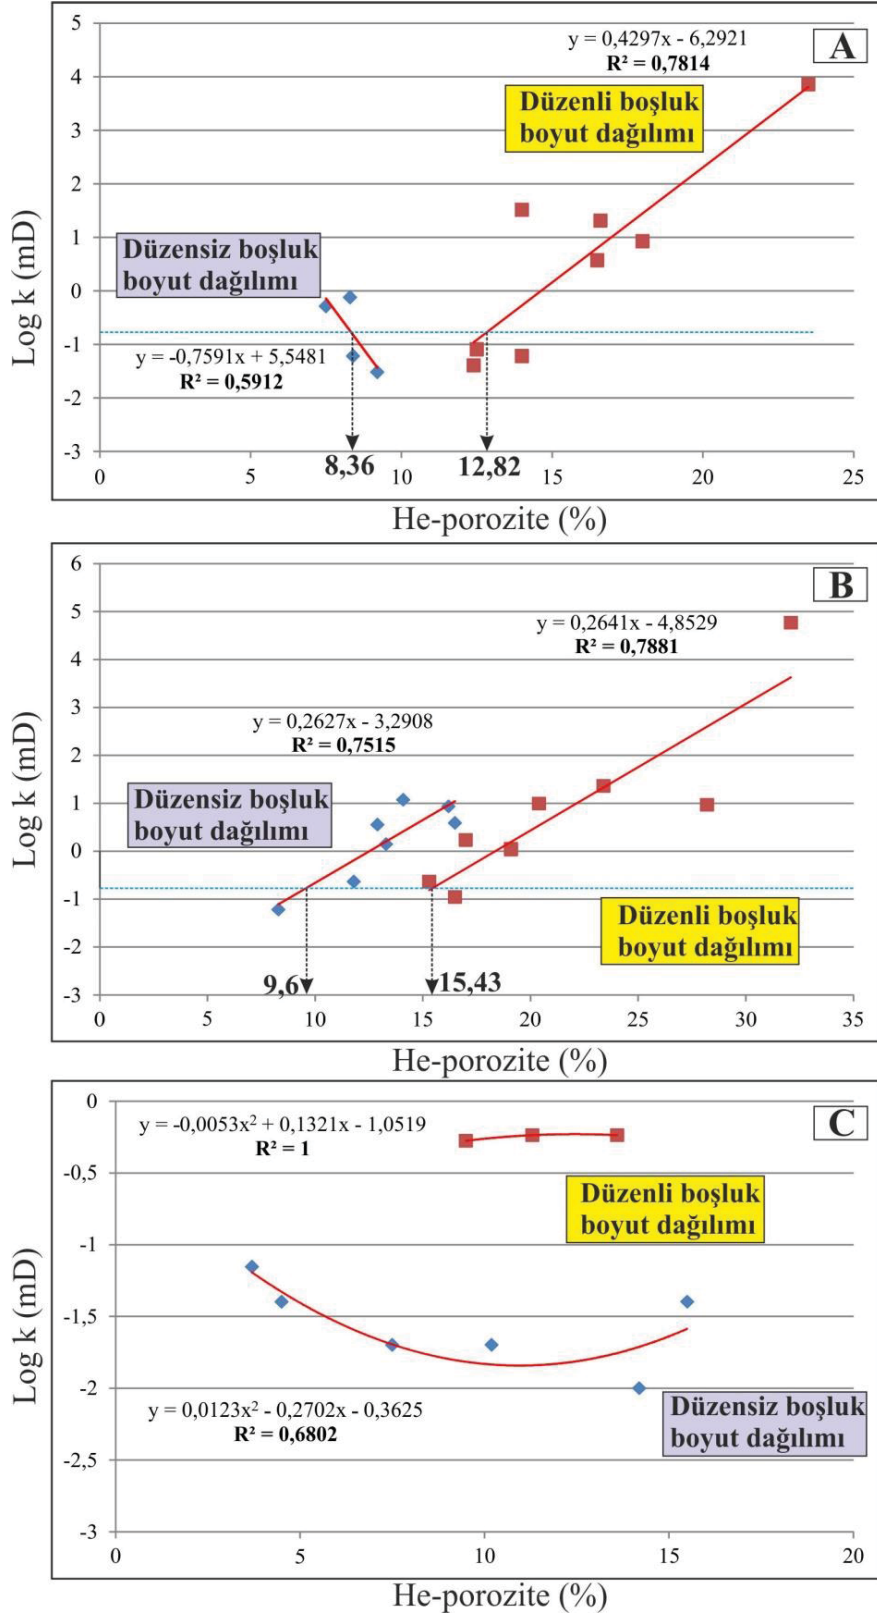 A
y = 0,4297x - 6,2921
R² = 0,7814
Düzenli boşluk
boyut dağılımı
Düzensiz boşluk
boyut dağılımı
y = -0,7591x + 5,5481
R² = 0,5912
5
4
3
2
1
0
-1
-2
-3
Log k (mD)
8,36
12,82
0
5
10
15
20
25
He-porozite (%)
B
y = 0,2641x - 4,8529
R² = 0,7881
y = 0,2627x - 3,2908
R² = 0,7515
Düzensiz boşluk
boyut dağılımı
Düzenli boşluk
boyut dağılımı
6
5
4
3
2
1
0
-1
-2
-3
Log k (mD)
9,6
15,43
0
5
10
15
20
25
30
35
He-porozite (%)
C
y = -0,0053x² + 0,1321x - 1,0519
R² = 1
Düzenli boşluk
boyut dağılımı
y = 0,0123x² - 0,2702x - 0,3625
R² = 0,6802
Düzensiz boşluk
boyut dağılımı
0
-0,5
-1
-1,5
-2
-2,5
-3
Log k (mD)
0
5
10
15
20
He-porozite (%)